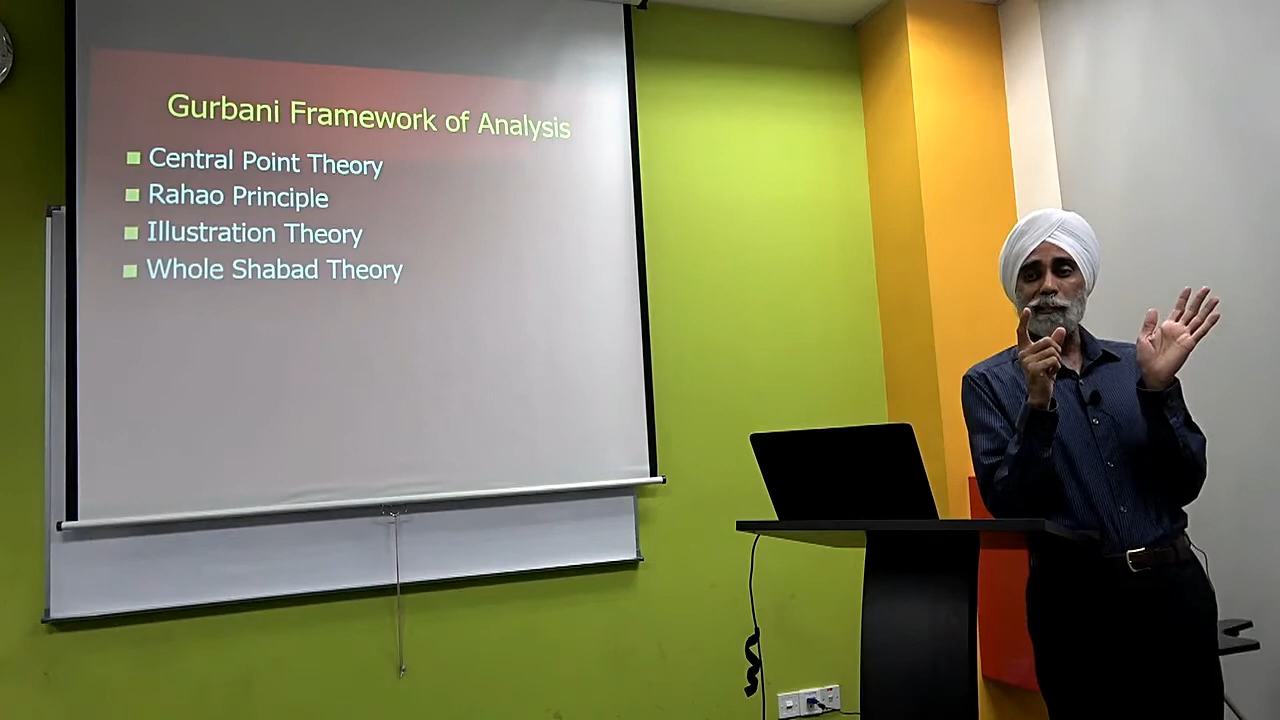 Gurbani Framework of Analysis
Central Point Theory
Rahao Principle
Illustration Theory
Whole Shabad Theory